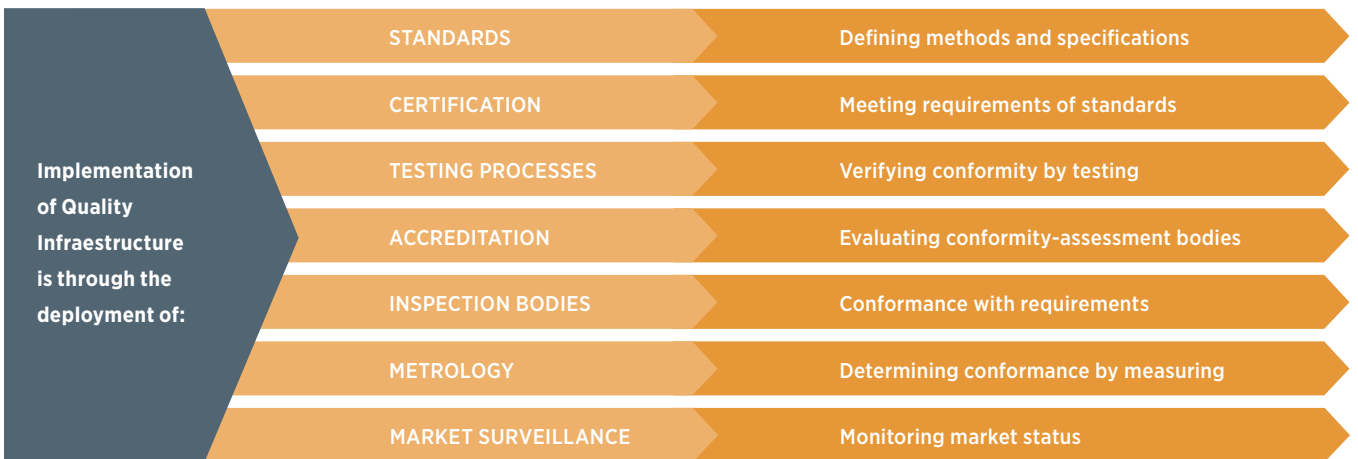 Implementation
of Quality
Infraestructure
is through the
deployment of:
STANDARDS
Defining methods and specifications
CERTIFICATION
Meeting requirements of standards
TESTING PROCESSES
Verifying conformity by testing
ACCREDITATION
Evaluating conformity-assessment bodies
INSPECTION BODIES
Conformance with requirements
METROLOGY
Determining conformance by measuring
MARKET SURVEILLANCE
Monitoring market status